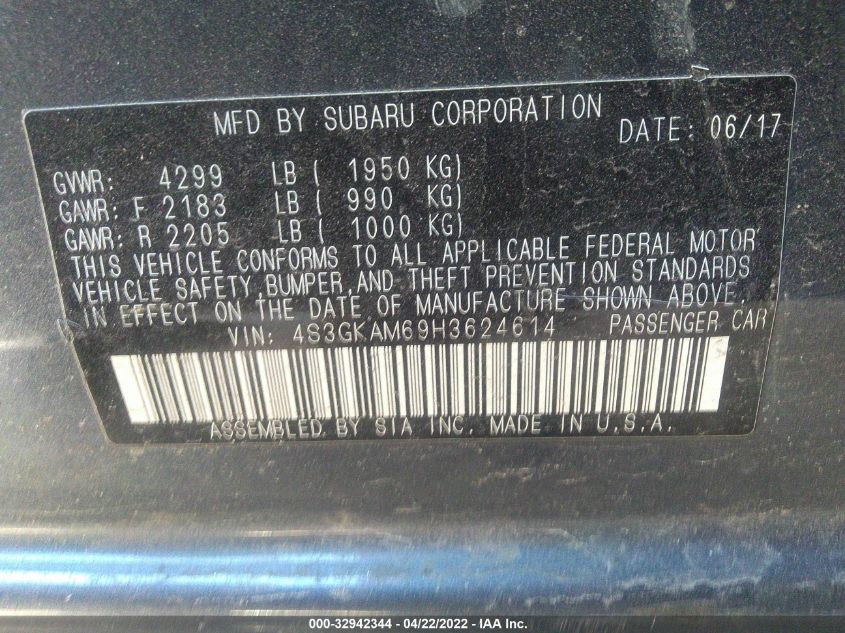 MFD BY SUBARU CORPORATION DATE: 06/17
GVWR: 4299 LB ( 1950 KG)
GAWR: F 2183 LB ( 990 KG)
GAWR: R 2205 LB ( 1000 KG)
THIS VEHICLE CONFORMS TO ALL APPLICABLE FEDERAL MOTOR
VEHICLE SAFETY, BUMPER, AND THEFT PREVENTION STANDARDS
IN EFFECT ON THE DATE OF MANUFACTURE SHOWN ABOVE.
VIN: 4S3GKAM69H3624614 PASSENGER CAR
ASSEMBLED BY SIA INC. MADE IN U.S.A.
000-32942344 - 04/22/2022 - IAA Inc.